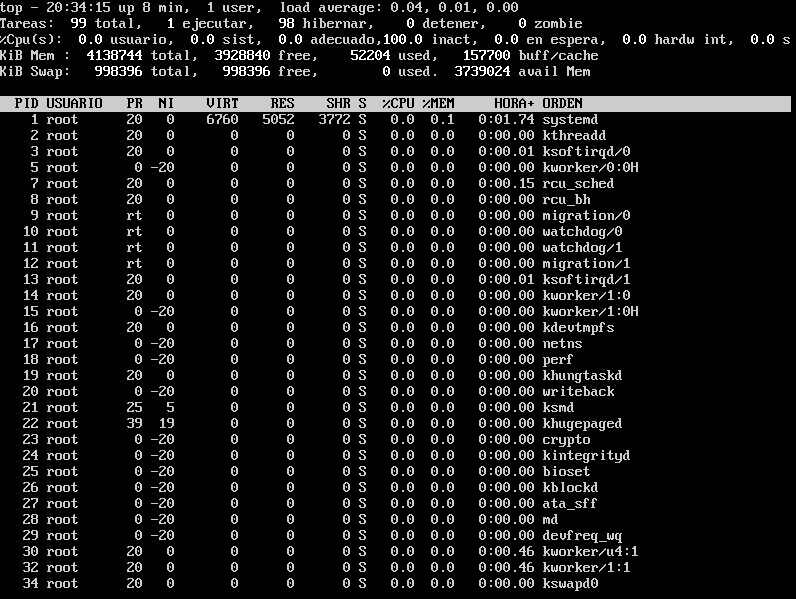 top - 20:34:15 up 8 min,  1 user,  load average: 0.04, 0.01, 0.00
Tareas:  99 total,   1 ejecutar,  98 hibernar,   0 detener,   0 zombie
%Cpu(s):  0.0 usuario,  0.0 sist,  0.0 adecuado,100.0 inact,  0.0 en espera,  0.0 hardw int,  0.0 s
KiB Mem :  4138744 total,  3928840 free,    52204 used,   157700 buff/cache
KiB Swap:   998396 total,   998396 free,        0 used.  3739024 avail Mem
PID USUARIO   PR  NI    VIRT    RES    SHR S  %CPU %MEM     HORA+ ORDEN
1 root      20   0    6760   5052   3772 S   0.0  0.1   0:01.74 systemd
2 root      20   0       0      0      0 S   0.0  0.0   0:00.00 kthreadd
3 root      20   0       0      0      0 S   0.0  0.0   0:00.01 ksoftirqd/0
5 root       0 -20       0      0      0 S   0.0  0.0   0:00.00 kworker/0:0H
7 root      20   0       0      0      0 S   0.0  0.0   0:00.15 rcu_sched
8 root      20   0       0      0      0 S   0.0  0.0   0:00.00 rcu_bh
9 root      rt   0       0      0      0 S   0.0  0.0   0:00.00 migration/0
10 root      rt   0       0      0      0 S   0.0  0.0   0:00.00 watchdog/0
11 root      rt   0       0      0      0 S   0.0  0.0   0:00.00 watchdog/1
12 root      rt   0       0      0      0 S   0.0  0.0   0:00.00 migration/1
13 root      20   0       0      0      0 S   0.0  0.0   0:00.01 ksoftirqd/1
14 root      20   0       0      0      0 S   0.0  0.0   0:00.00 kworker/1:0
15 root       0 -20       0      0      0 S   0.0  0.0   0:00.00 kworker/1:0H
16 root      20   0       0      0      0 S   0.0  0.0   0:00.00 kdevtmpfs
17 root       0 -20       0      0      0 S   0.0  0.0   0:00.00 netns
18 root       0 -20       0      0      0 S   0.0  0.0   0:00.00 perf
19 root      20   0       0      0      0 S   0.0  0.0   0:00.00 khungtaskd
20 root       0 -20       0      0      0 S   0.0  0.0   0:00.00 writeback
21 root      25   5       0      0      0 S   0.0  0.0   0:00.00 ksmd
22 root      39  19       0      0      0 S   0.0  0.0   0:00.00 khugepaged
23 root       0 -20       0      0      0 S   0.0  0.0   0:00.00 crypto
24 root       0 -20       0      0      0 S   0.0  0.0   0:00.00 kintegrityd
25 root       0 -20       0      0      0 S   0.0  0.0   0:00.00 bioset
26 root       0 -20       0      0      0 S   0.0  0.0   0:00.00 kblockd
27 root       0 -20       0      0      0 S   0.0  0.0   0:00.00 ata_sff
28 root       0 -20       0      0      0 S   0.0  0.0   0:00.00 md
29 root       0 -20       0      0      0 S   0.0  0.0   0:00.00 devfreq_wq
30 root      20   0       0      0      0 S   0.0  0.0   0:00.46 kworker/u4:1
32 root      20   0       0      0      0 S   0.0  0.0   0:00.46 kworker/1:1
34 root      20   0       0      0      0 S   0.0  0.0   0:00.00 kswapd0